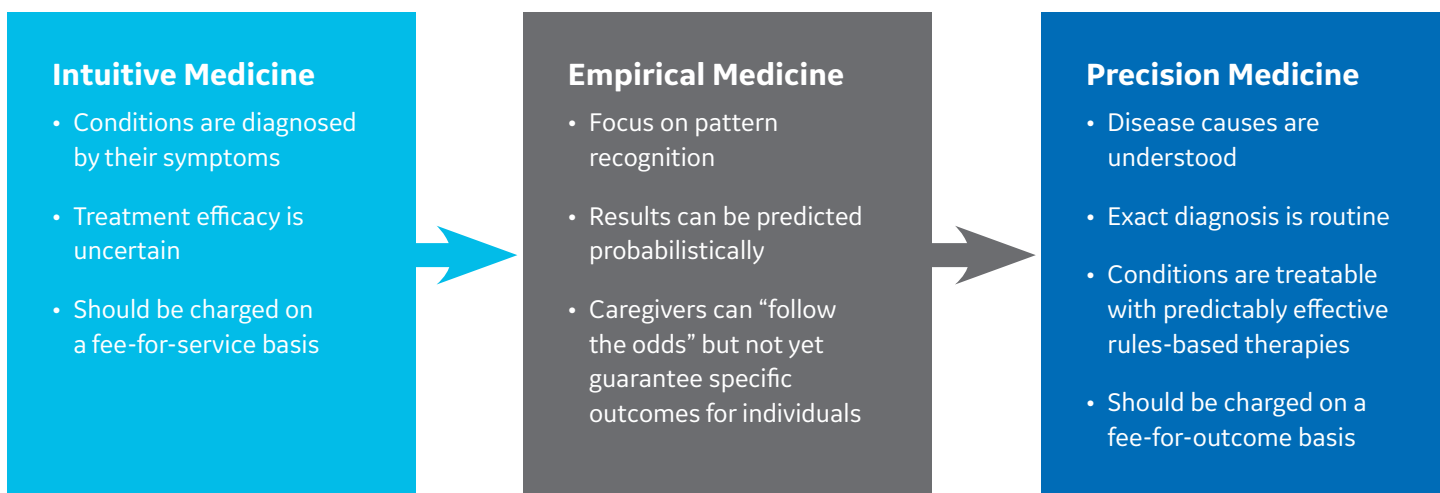 Intuitive Medicine
• Conditions are diagnosed
by their symptoms
• Treatment efficacy is
uncertain
• Should be charged on
a fee-for-service basis
Empirical Medicine
• Focus on pattern
recognition
• Results can be predicted
probabilistically
• Caregivers can “follow
the odds” but not yet
guarantee specific
outcomes for individuals
Precision Medicine
• Disease causes are
understood
• Exact diagnosis is routine
• Conditions are treatable
with predictably effective
rules-based therapies
• Should be charged on a
fee-for-outcome basis